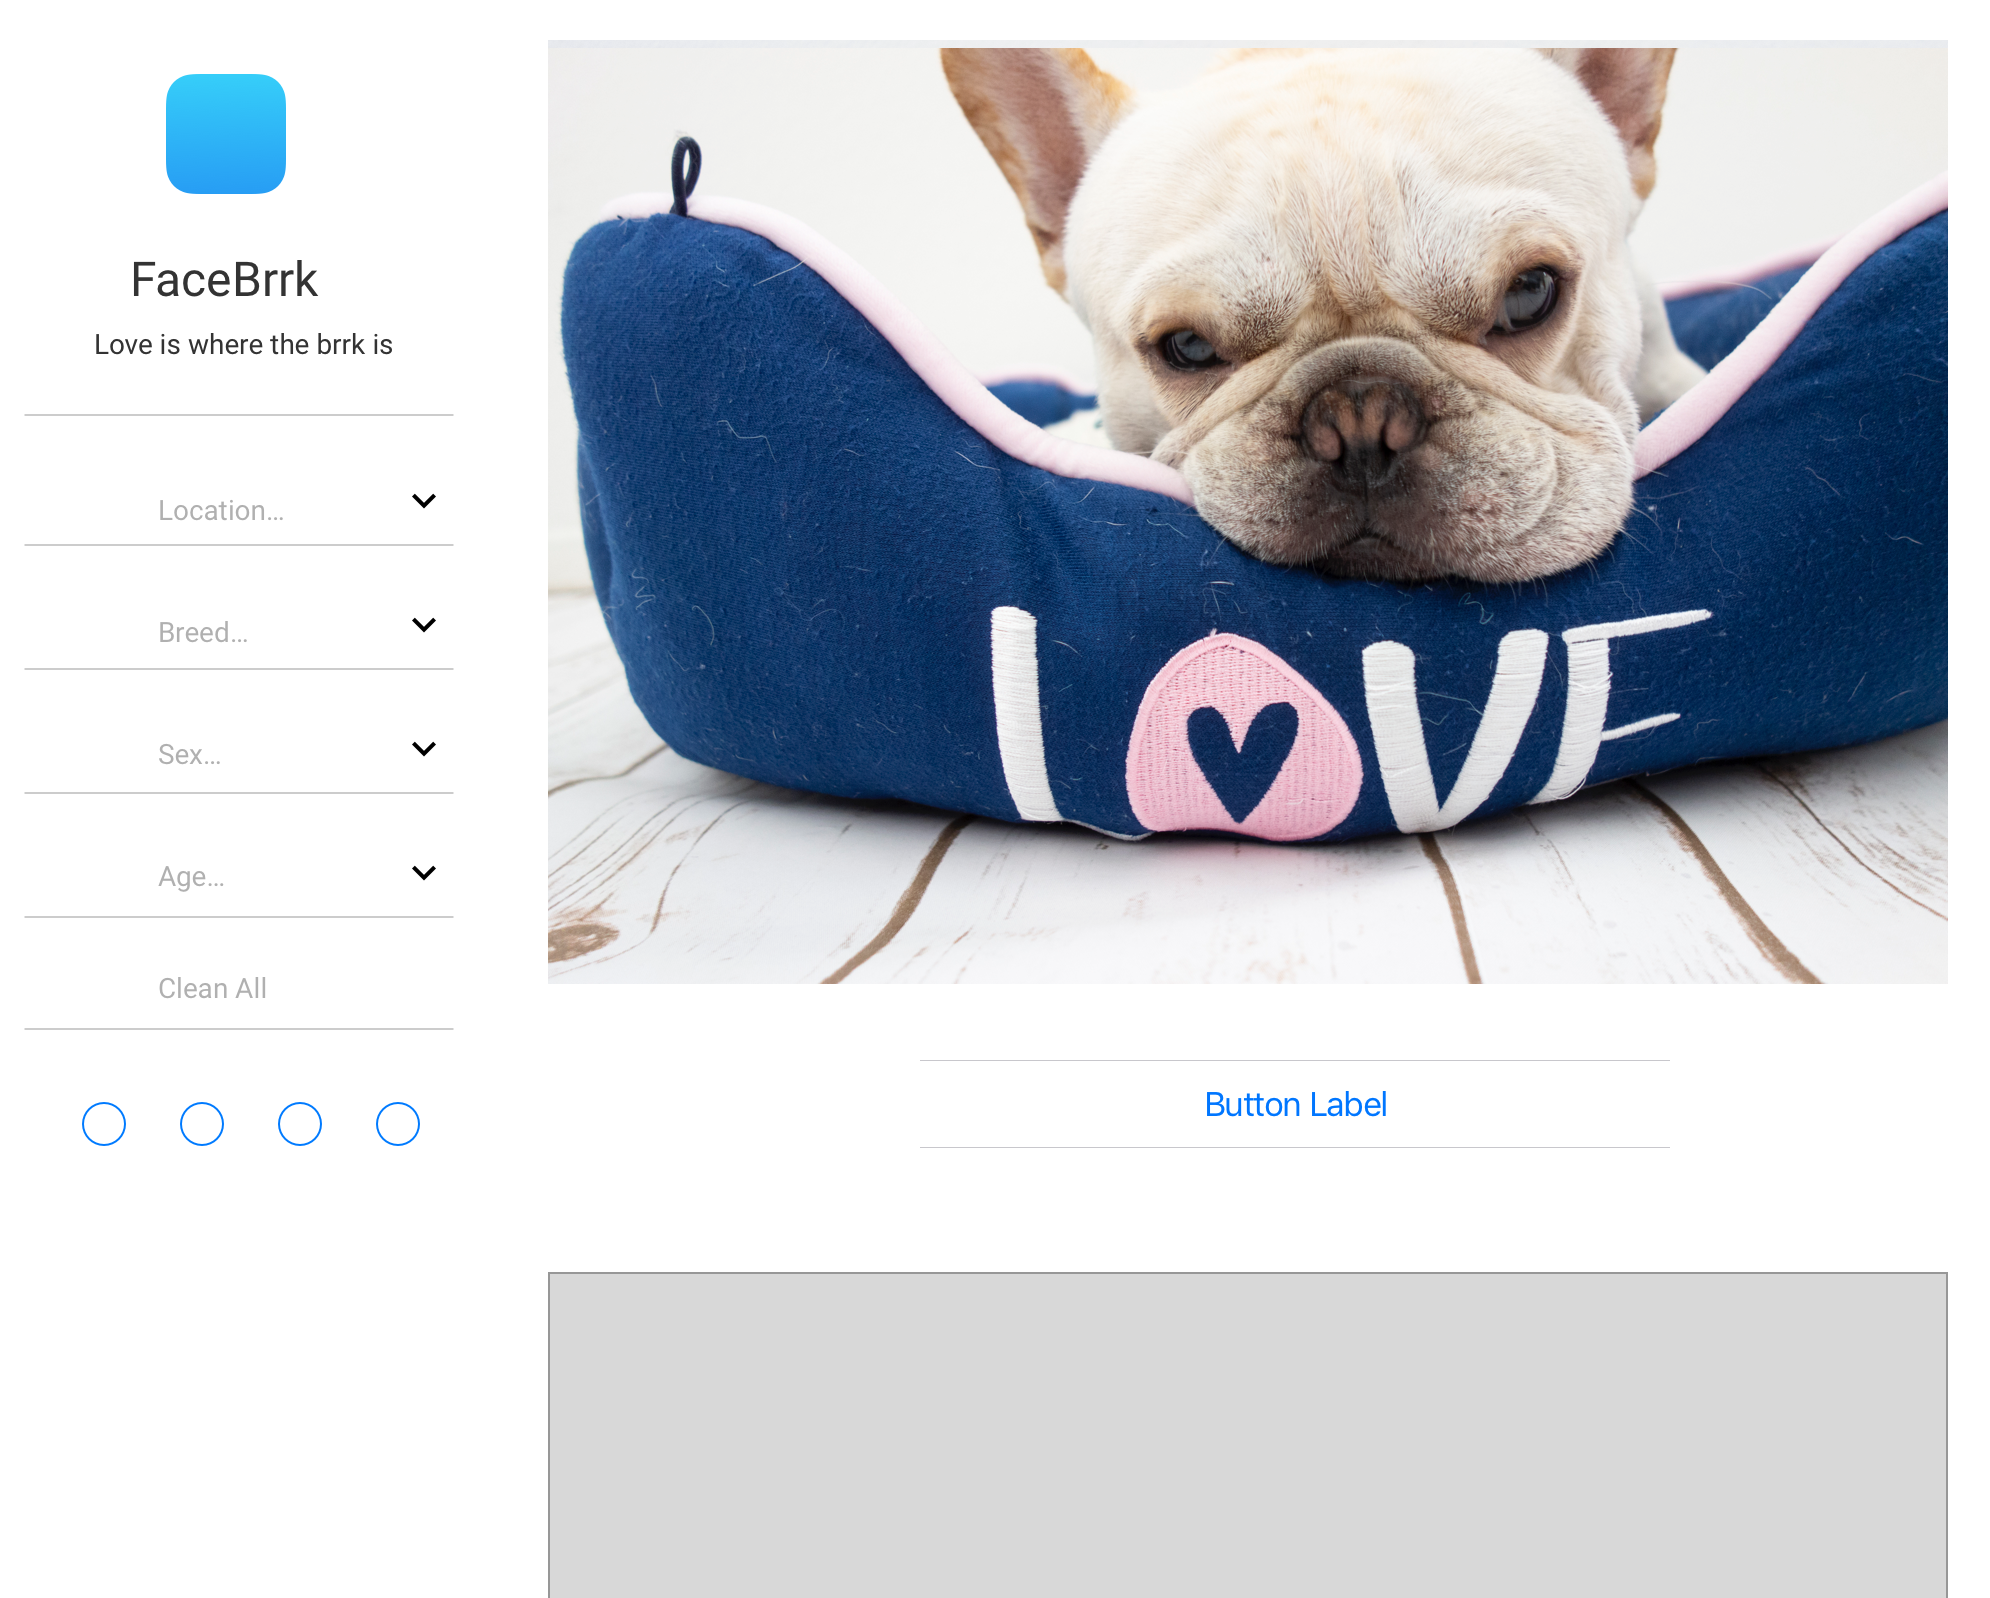 FaceBrrk
Love is where the brrk is
Location...
Breed...
Sex...
Age...
Clean All
LOVE
Button Label